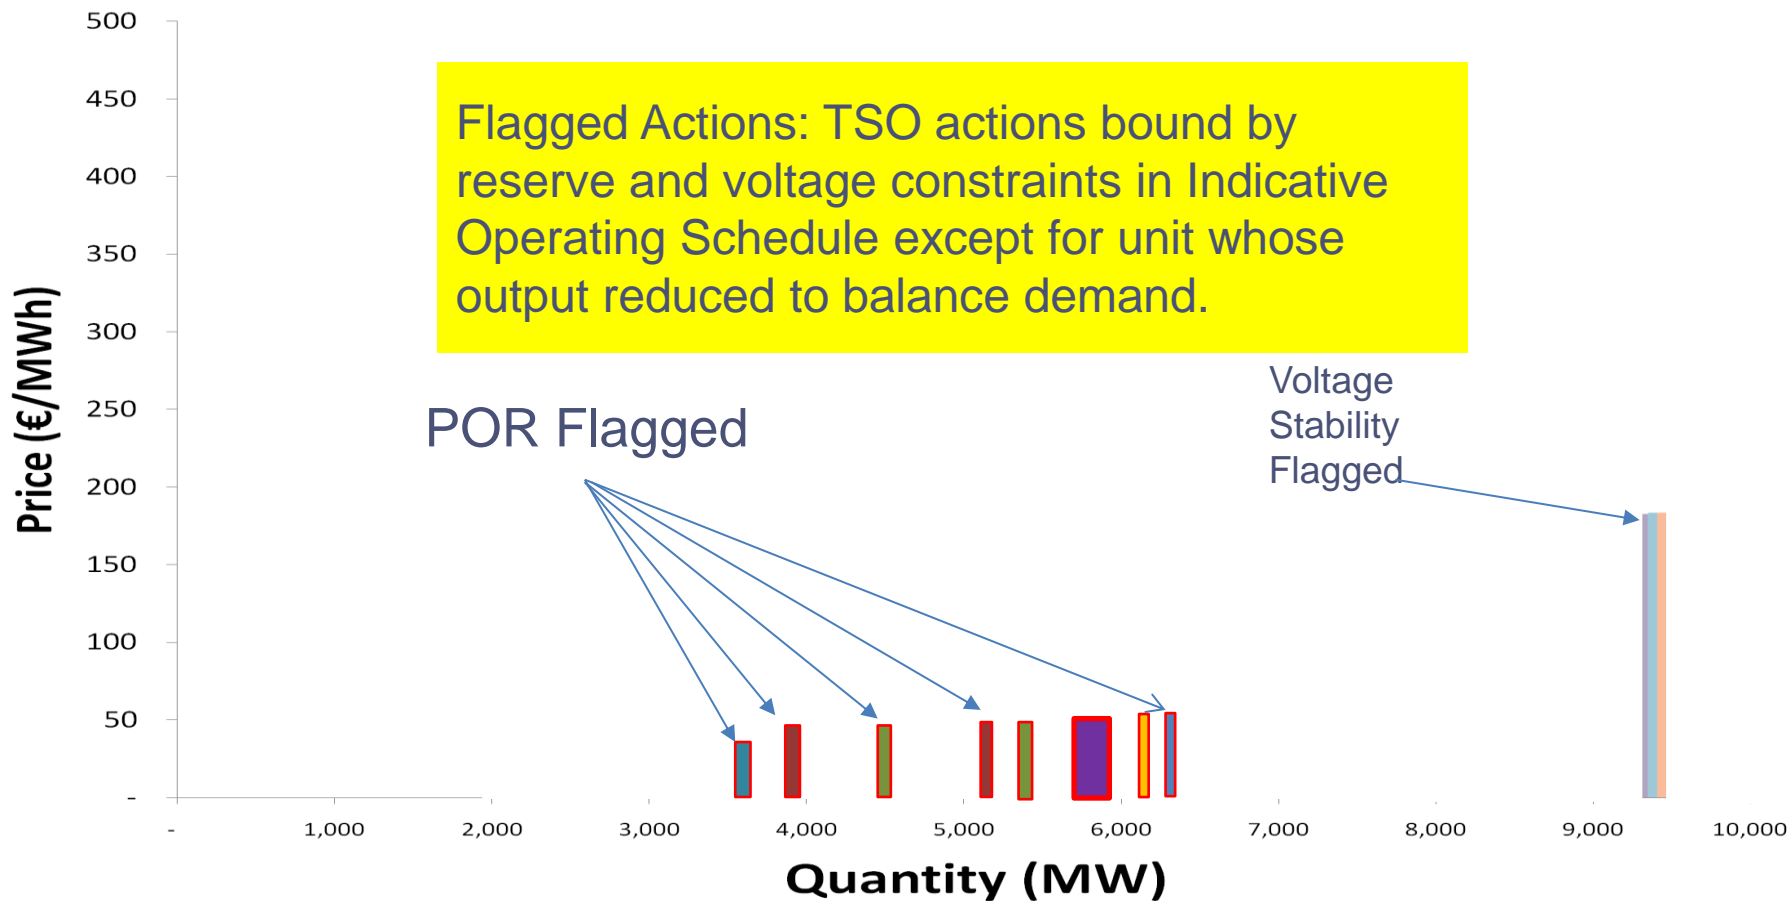 500
450
400
350
300
250
200
150
100
50
-
Price (€/MWh)
Flagged Actions: TSO actions bound by
reserve and voltage constraints in Indicative
Operating Schedule except for unit whose
output reduced to balance demand.
POR Flagged
Voltage
Stability
Flagged
- 1,000 2,000 3,000 4,000 5,000 6,000 7,000 8,000 9,000 10,000
Quantity (MW)